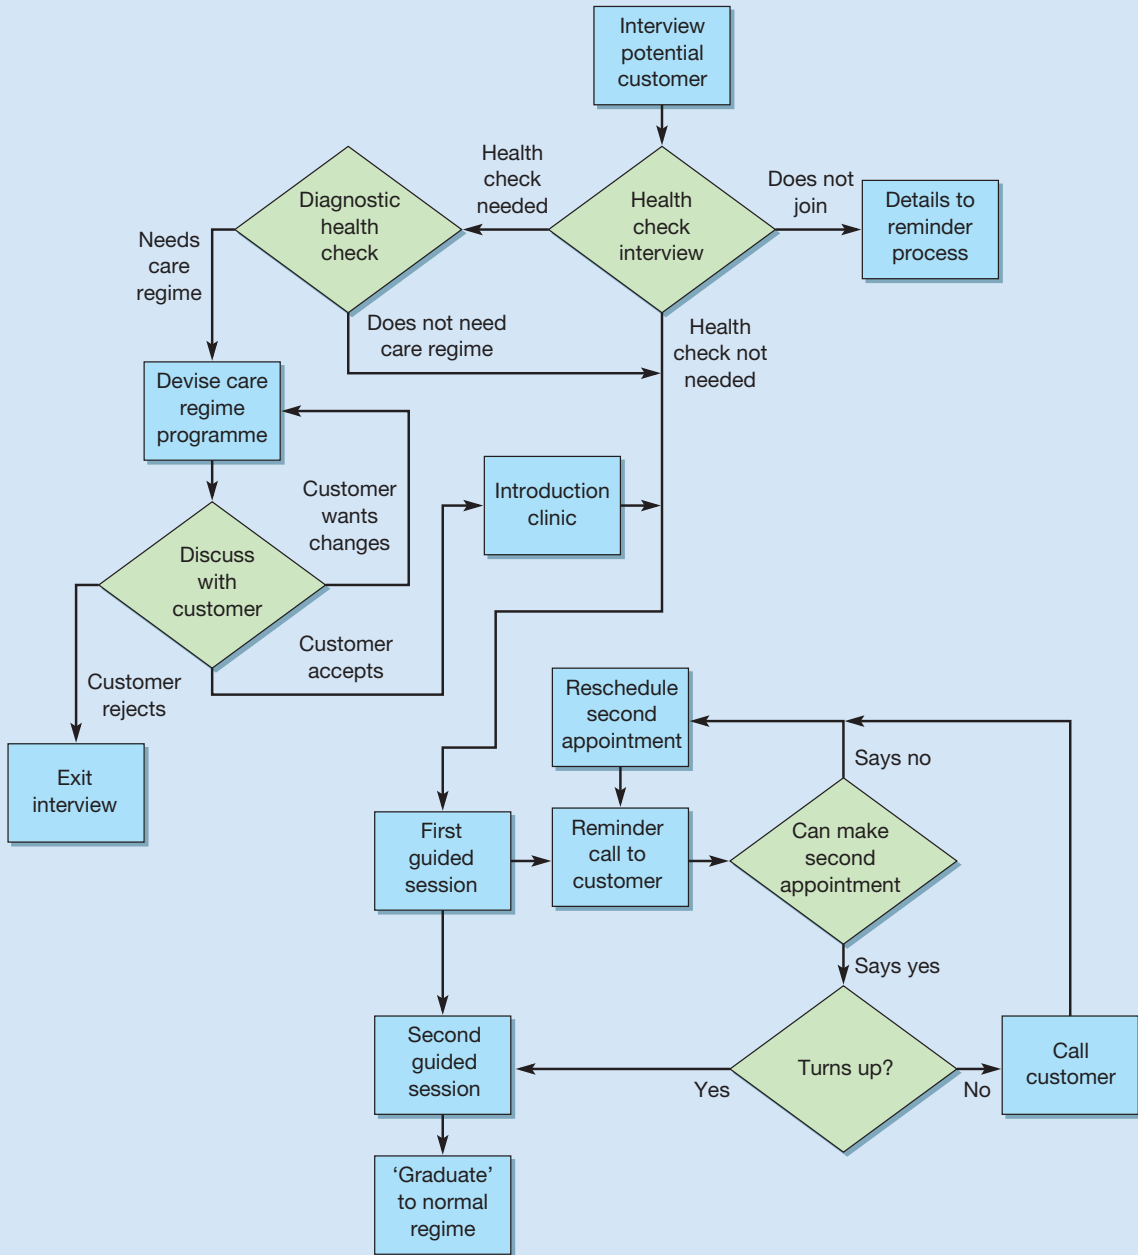 Interview
potential
customer
Health
check
needed
Diagnostic
health
check
Health
check
interview
Does not
join
Details to
reminder
process
Needs
care
regime
Does not need
care regime
Health
check not
needed
Devise care
regime
programme
Customer
wants
changes
Introduction
clinic
Discuss
with
customer
Customer
accepts
Customer
rejects
Exit
interview
Reschedule
second
appointment
Says no
First
guided
session
Reminder
call to
customer
Can make
second
appointment
Says yes
Second
guided
session
Yes
Turns up?
No
Call
customer
‘Graduate’
to normal
regime